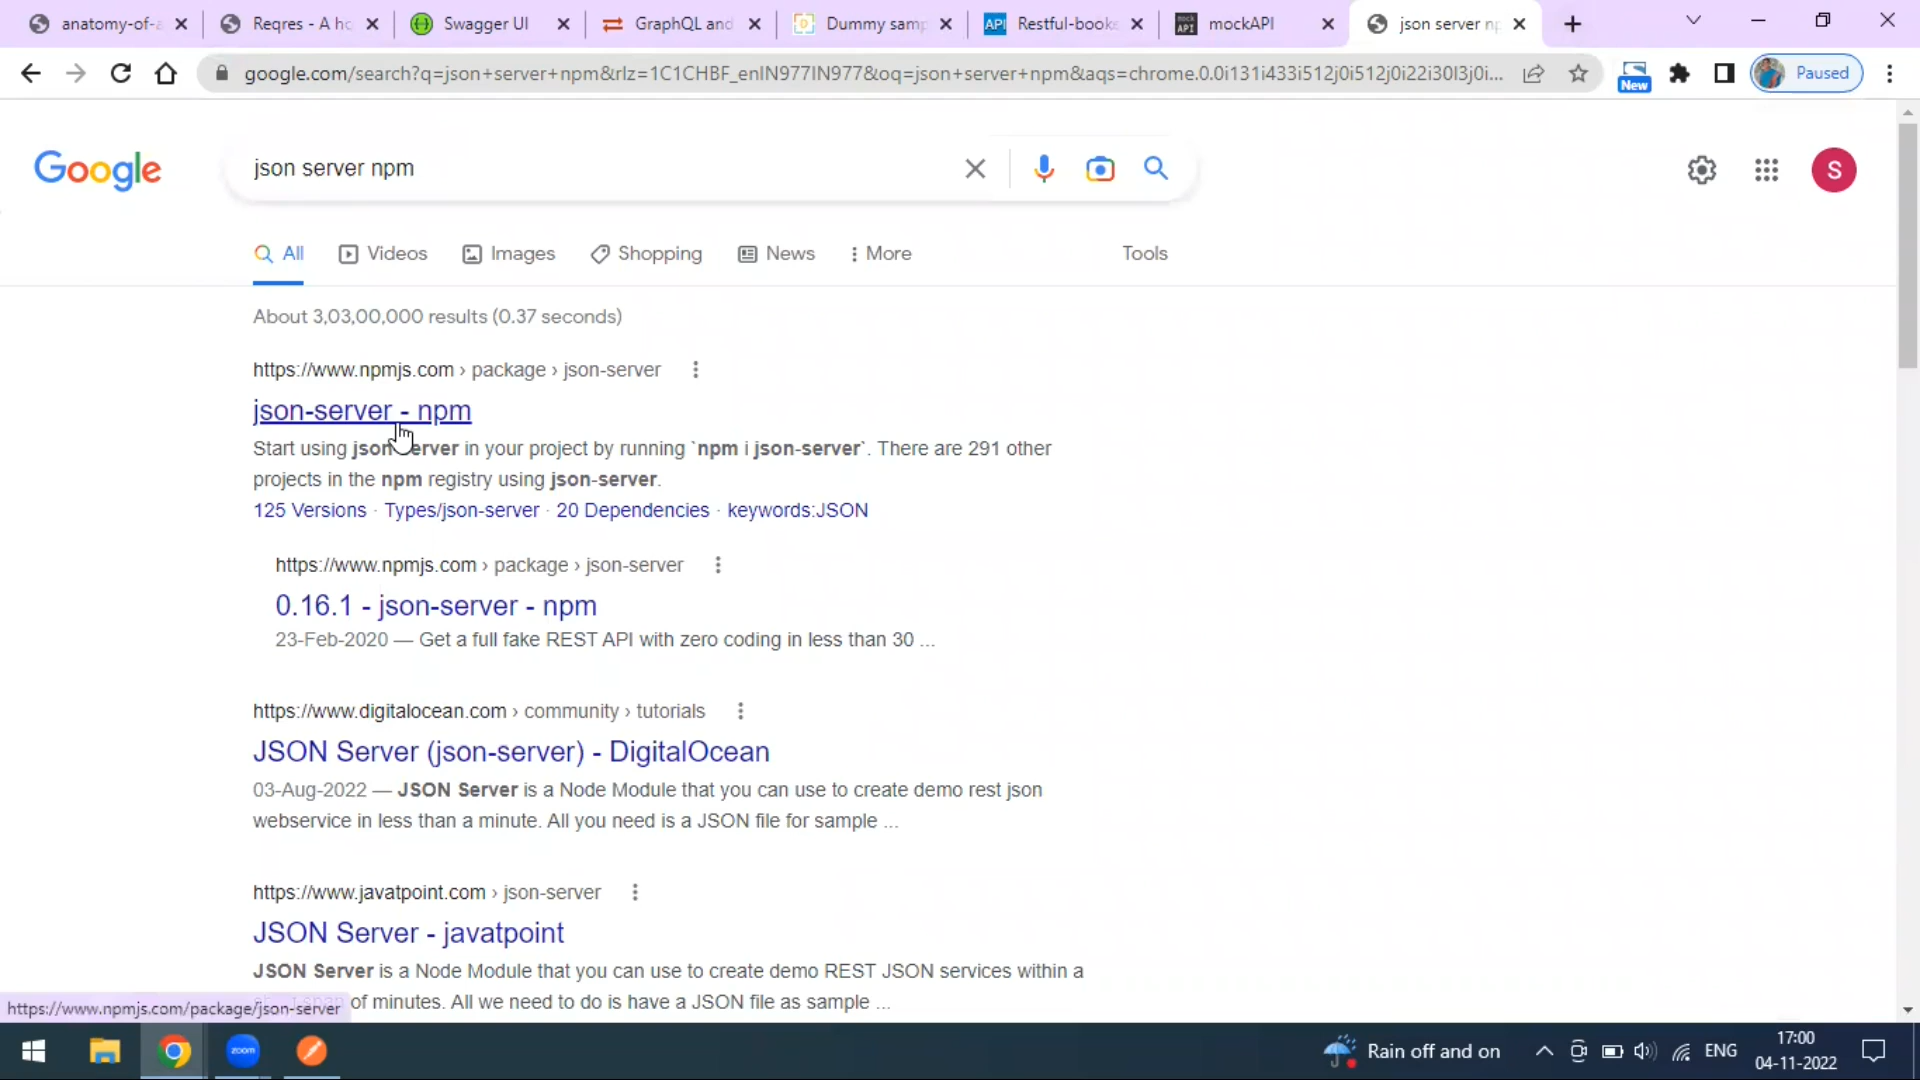 anatomy-of-a
Reqres - A ho
Swagger UI
GraphQL and
Dummy samp
API
Restful-booke
mock API
mockAPI
json server np
google.com/search?q=json+server+npm&rlz=1C1CHBF_enIN977IN977&oq=json+server+npm&aqs=chrome.0.0i131i433i512j0i512j0i22i30l3j0i...
New
Paused
Google
json server npm
S
All
Videos
Images
Shopping
News
More
Tools
About 3,03,00,000 results (0.37 seconds)
https://www.npmjs.com › package › json-server
json-server - npm
Start using json-server in your project by running `npm i json-server`. There are 291 other
projects in the npm registry using json-server.
125 Versions · Types/json-server · 20 Dependencies · keywords:JSON
https://www.npmjs.com › package › json-server
0.16.1 - json-server - npm
23-Feb-2020 — Get a full fake REST API with zero coding in less than 30 ...
https://www.digitalocean.com › community › tutorials
JSON Server (json-server) - DigitalOcean
03-Aug-2022 — JSON Server is a Node Module that you can use to create demo rest json
webservice in less than a minute. All you need is a JSON file for sample ...
https://www.javatpoint.com › json-server
JSON Server - javatpoint
JSON Server is a Node Module that you can use to create demo REST JSON services within a
of minutes. All we need to do is have a JSON file as sample ...
https://www.npmjs.com/package/json-server
zoom
Rain off and on
ENG
17:00
04-11-2022